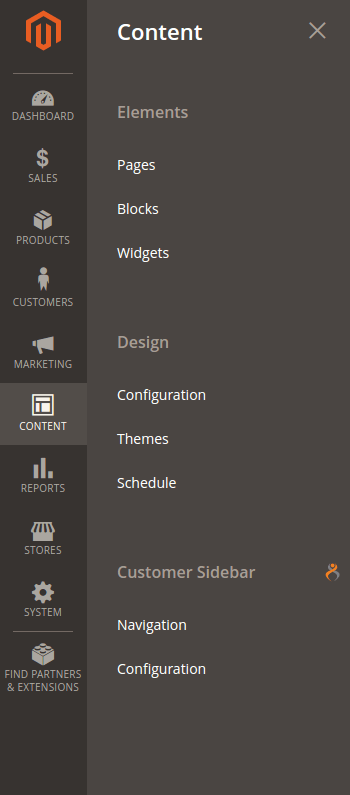 DASHBOARD
SALES
PRODUCTS
CUSTOMERS
MARKETING
CONTENT
REPORTS
STORES
SYSTEM
FIND PARTNERS
& EXTENSIONS
Content
Elements
Pages
Blocks
Widgets
Design
Configuration
Themes
Schedule
Customer Sidebar
Navigation
Configuration